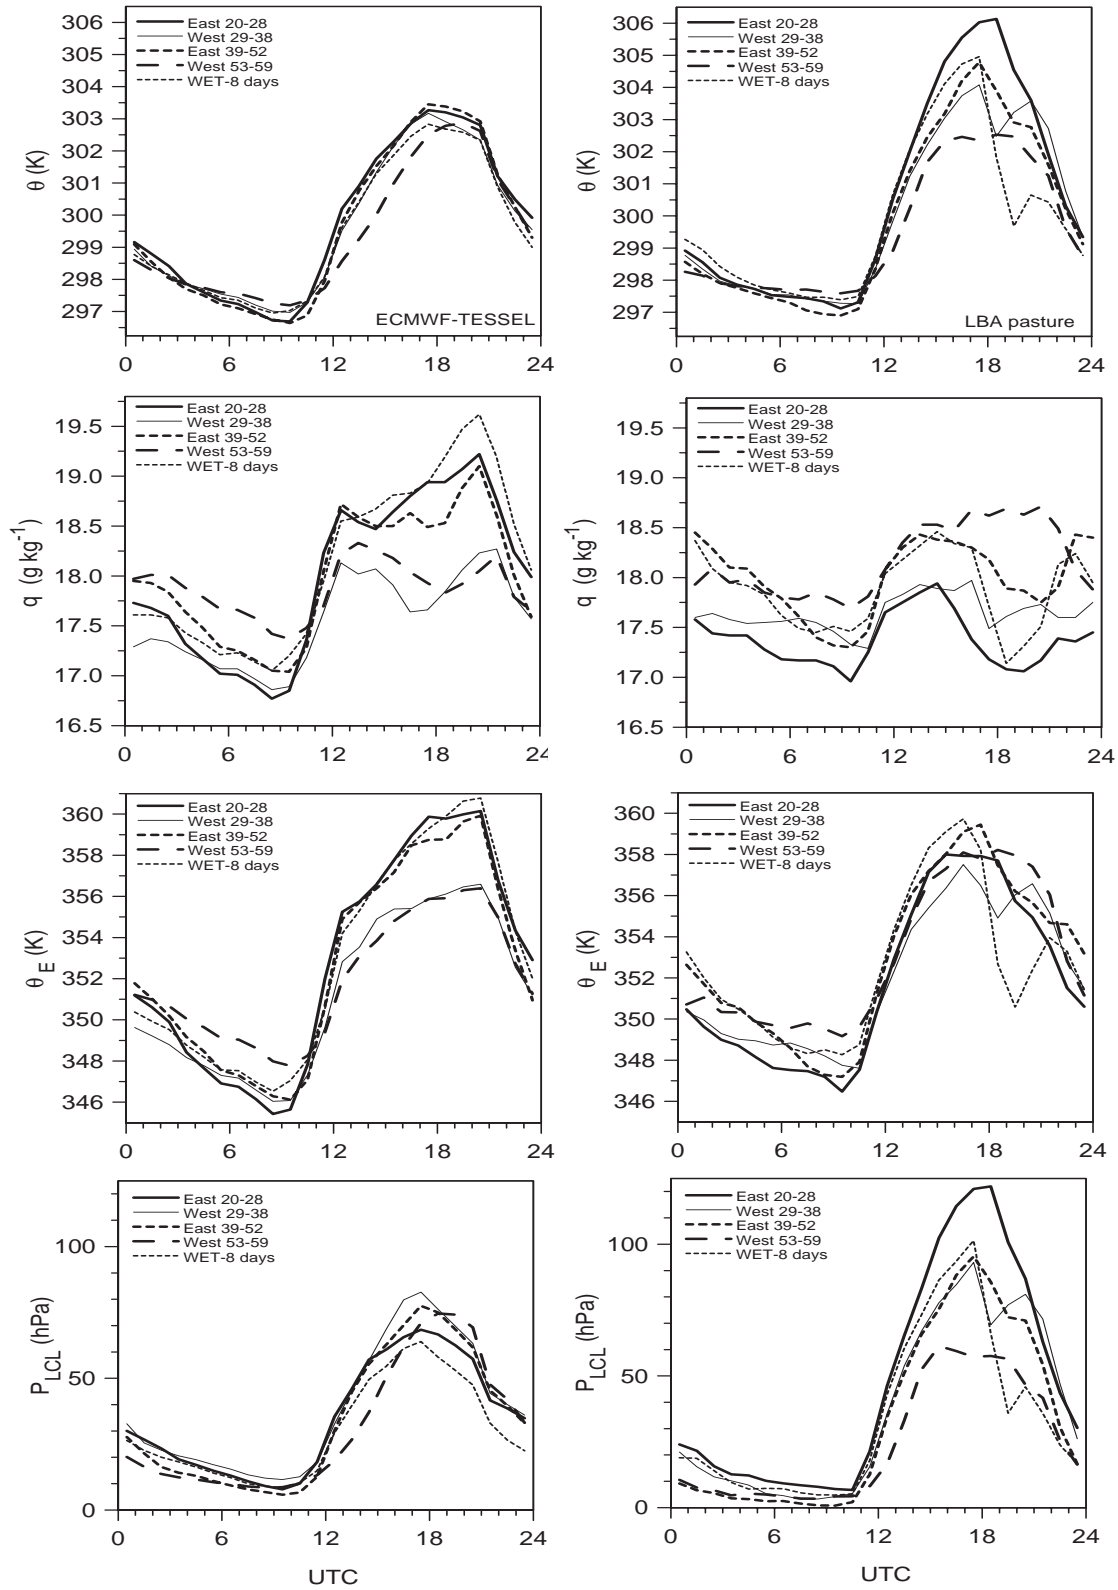 306
305
304
303
302
301
300
299
298
297
θ (K)
East 20-28
West 29-38
East 39-52
West 53-59
WET-8 days
ECMWF-TESSEL
0 6 12 18 24
306
305
304
303
302
301
300
299
298
297
θ (K)
East 20-28
West 29-38
East 39-52
West 53-59
WET-8 days
LBA pasture
0 6 12 18 24
19.5
19.0
18.5
18.0
17.5
17.0
16.5
q (g kg-1)
East 20-28
West 29-38
East 39-52
West 53-59
WET-8 days
0 6 12 18 24
19.5
19.0
18.5
18.0
17.5
17.0
16.5
q (g kg-1)
East 20-28
West 29-38
East 39-52
West 53-59
WET-8 days
0 6 12 18 24
360
358
356
354
352
350
348
346
θE (K)
East 20-28
West 29-38
East 39-52
West 53-59
WET-8 days
0 6 12 18 24
360
358
356
354
352
350
348
346
θE (K)
East 20-28
West 29-38
East 39-52
West 53-59
WET-8 days
0 6 12 18 24
100
50
0
PLCL (hPa)
East 20-28
West 29-38
East 39-52
West 53-59
WET-8 days
0 6 12 18 24
UTC
100
50
0
PLCL (hPa)
East 20-28
West 29-38
East 39-52
West 53-59
WET-8 days
0 6 12 18 24
UTC